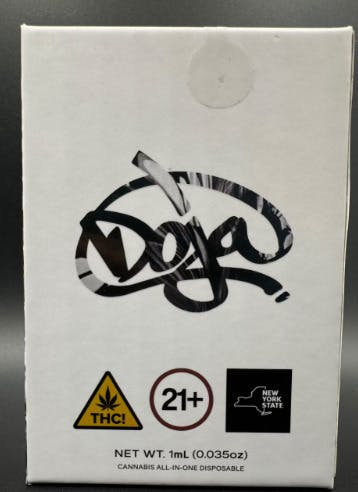 Doja
THC!
21+
NEW
YORK
STATE
NET WT. 1mL (0.035oz)
CANNABIS ALL-IN-ONE DISPOSABLE